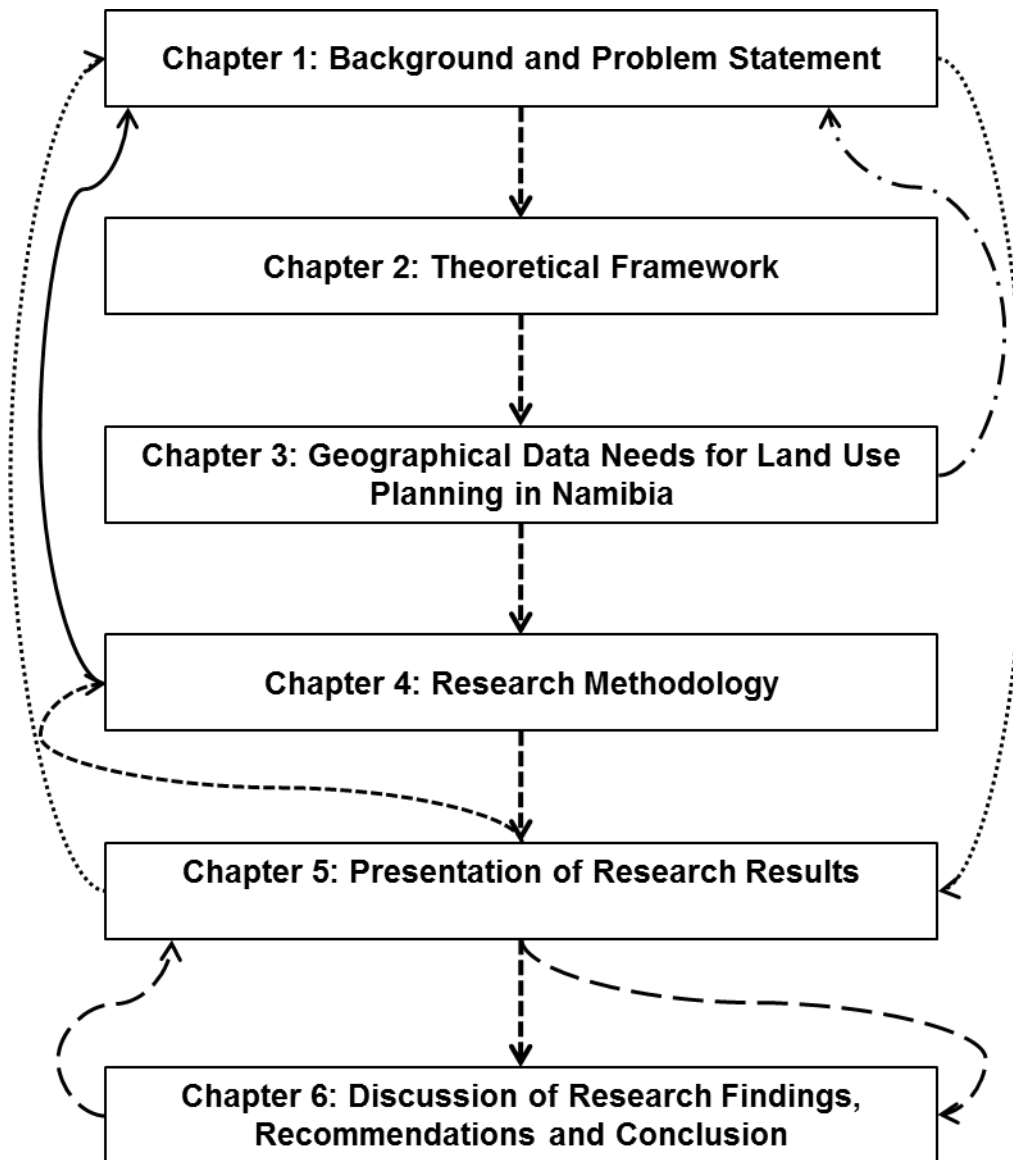 Chapter 1: Background and Problem Statement
Chapter 2: Theoretical Framework
Chapter 3: Geographical Data Needs for Land Use
Planning in Namibia
Chapter 4: Research Methodology
Chapter 5: Presentation of Research Results
Chapter 6: Discussion of Research Findings,
Recommendations and Conclusion